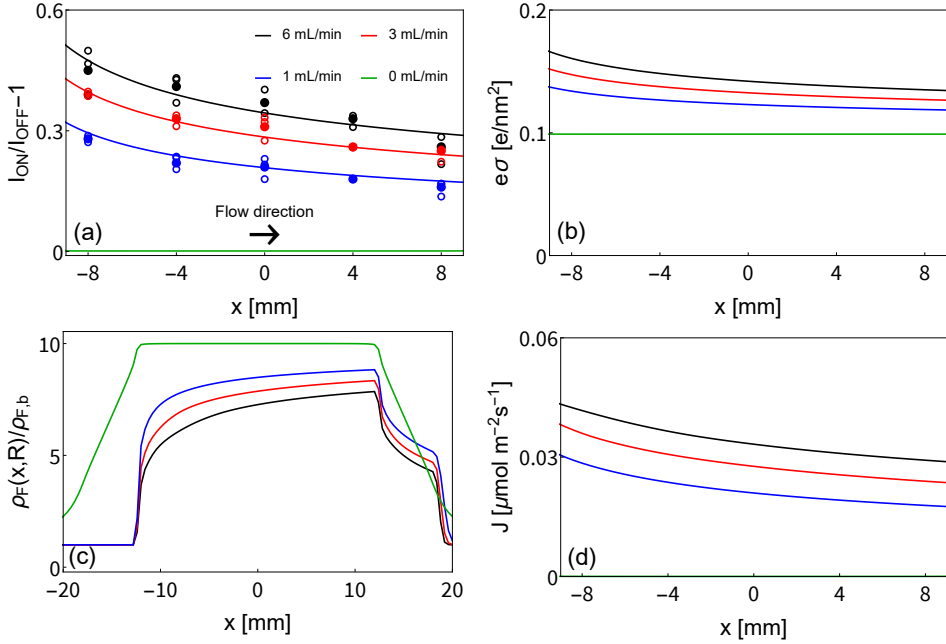 0.6
0.3
0
I_ON/I_OFF−1
6 mL/min
3 mL/min
1 mL/min
0 mL/min
Flow direction
(a)
−8
−4
0
4
8
x [mm]
0.2
0.1
0
eσ [e/nm²]
(b)
−8
−4
0
4
8
x [mm]
10
5
0
ρ_F(x,R)/ρ_F,b
(c)
−20
−10
0
10
20
x [mm]
0.06
0.03
0
J [μmol m⁻²s⁻¹]
(d)
−8
−4
0
4
8
x [mm]